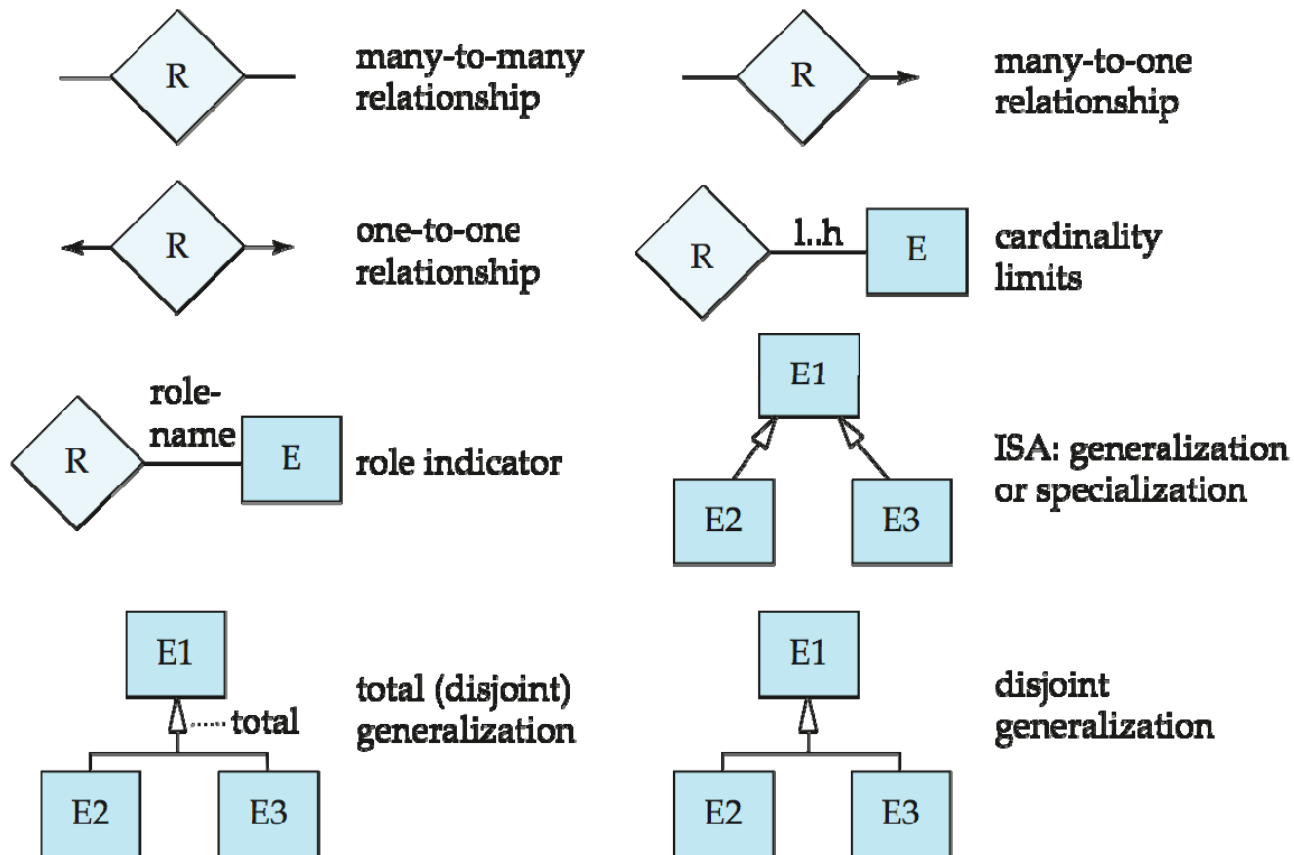 R
many-to-many
relationship
R
many-to-one
relationship
R
one-to-one
relationship
R
l..h
E
cardinality
limits
R
role-
name
E
role indicator
E1
E2
E3
ISA: generalization
or specialization
E1
total
E2
E3
total (disjoint)
generalization
E1
E2
E3
disjoint
generalization